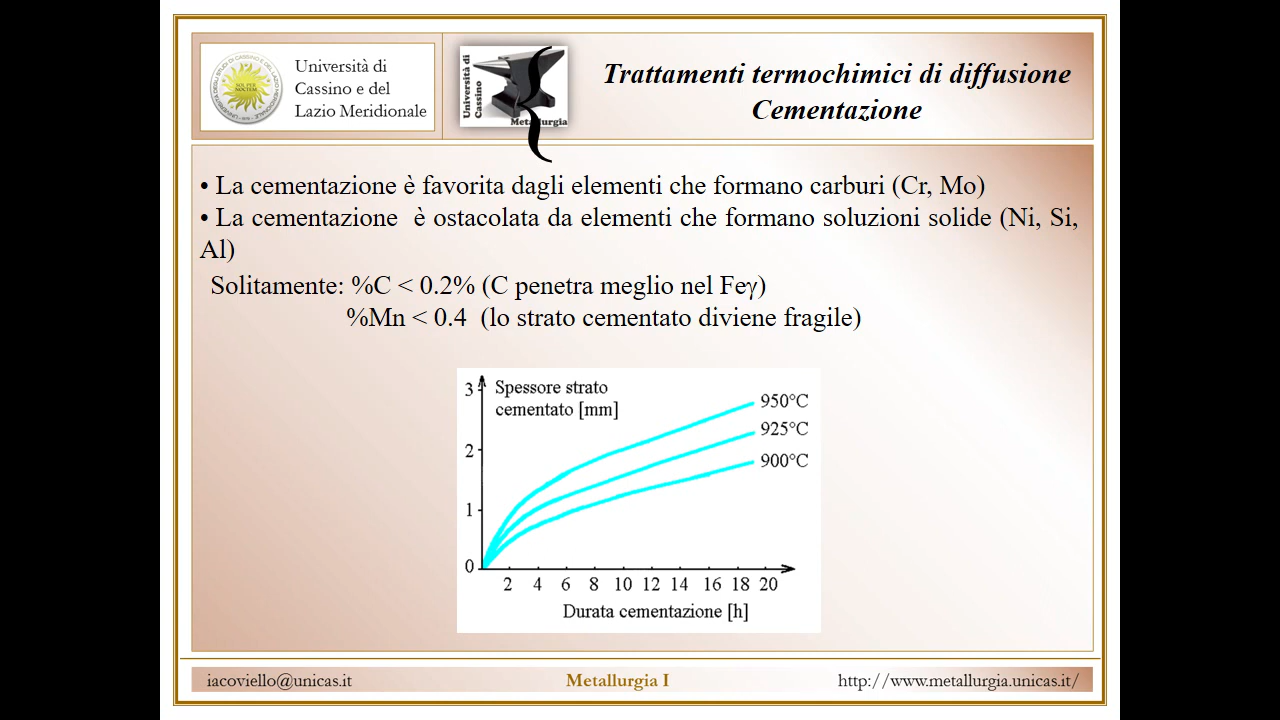 Università di
Cassino e del
Lazio Meridionale
Università di
Cassino
Metallurgia
Trattamenti termochimici di diffusione
Cementazione
• La cementazione è favorita dagli elementi che formano carburi (Cr, Mo)
• La cementazione è ostacolata da elementi che formano soluzioni solide (Ni, Si,
Al)
Solitamente: %C < 0.2% (C penetra meglio nel Feγ)
%Mn < 0.4 (lo strato cementato diviene fragile)
Spessore strato
cementato [mm]
3
2
1
0
950°C
925°C
900°C
2 4 6 8 10 12 14 16 18 20
Durata cementazione [h]
iacoviello@unicas.it
Metallurgia I
http://www.metallurgia.unicas.it/